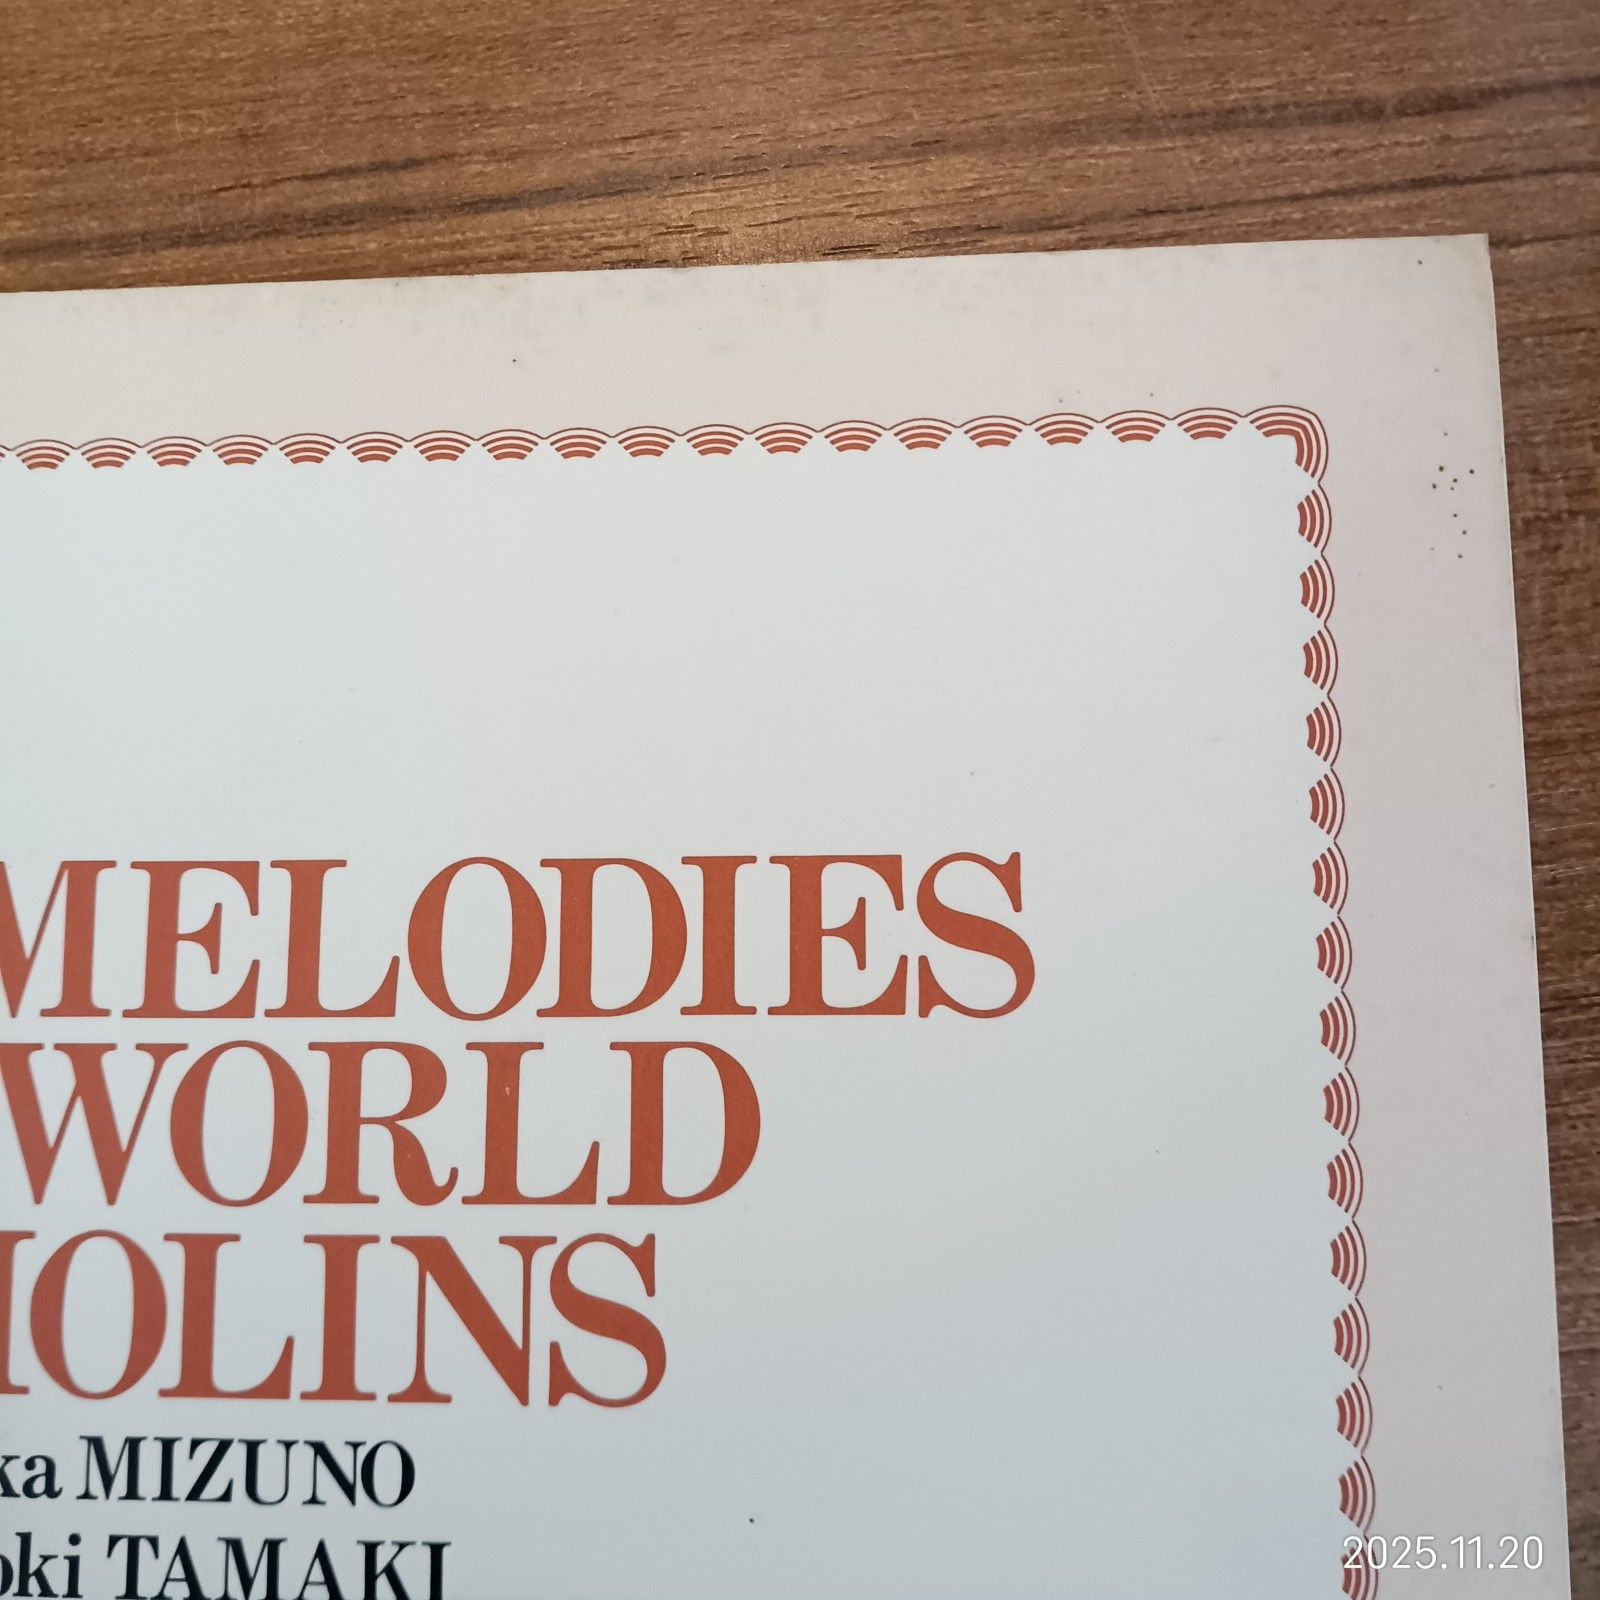 MELODIES
WORLD
IOLINS
ka MIZUNO
oki TAMAKI
2025.11.20